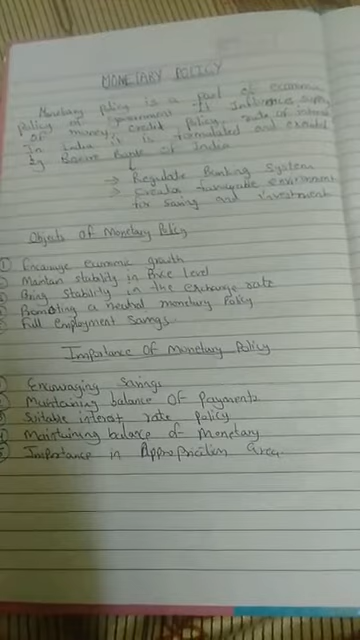 MONETARY POLICY
Monetary policy is a part of economic
policy of government. It Influences supply
of money, credit policy, rate of interest
In India it is formulated and executed
By Reserve Bank of India
→ Regulate Banking System
→ Creates favourable environment
for saving and investment
Objects of Monetary Policy
① Encourage economic growth
Maintan stability in Price Level
Bring stability in the exchange rate
Promoting a neutral monetary Policy
Full Employment Savings
Importance of Monetary Policy
Encouraging savings
Maintaining balance of Payments
Suitable interest rate policy
Maintaining balance of Monetary
Importance in Area